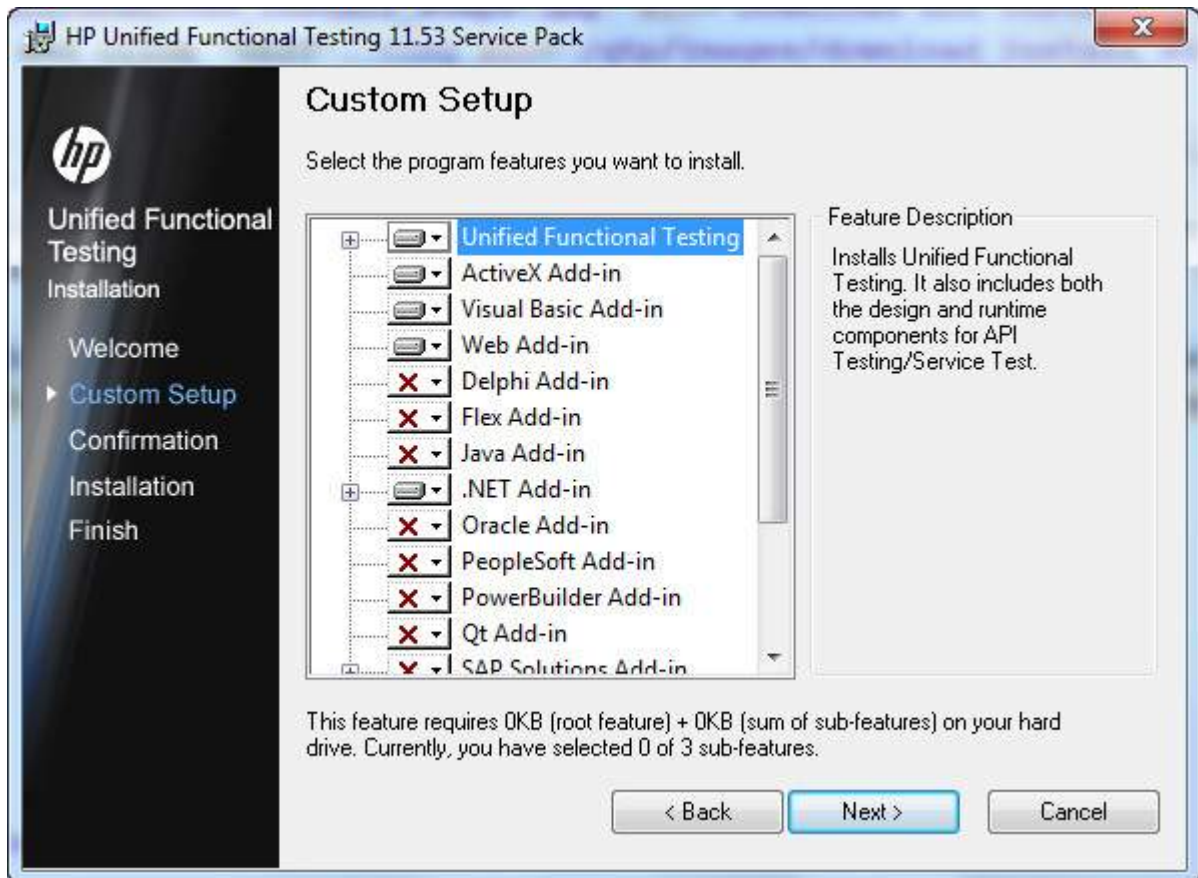 HP Unified Functional Testing 11.53 Service Pack
hp
Unified Functional
Testing
Installation
Welcome
Custom Setup
Confirmation
Installation
Finish
Custom Setup
Select the program features you want to install.
Unified Functional Testing
ActiveX Add-in
Visual Basic Add-in
Web Add-in
Delphi Add-in
Flex Add-in
Java Add-in
.NET Add-in
Oracle Add-in
PeopleSoft Add-in
PowerBuilder Add-in
Qt Add-in
SAP Solutions Add-in
Feature Description
Installs Unified Functional
Testing. It also includes both
the design and runtime
components for API
Testing/Service Test.
This feature requires 0KB (root feature) + 0KB (sum of sub-features) on your hard
drive. Currently, you have selected 0 of 3 sub-features.
< Back
Next >
Cancel